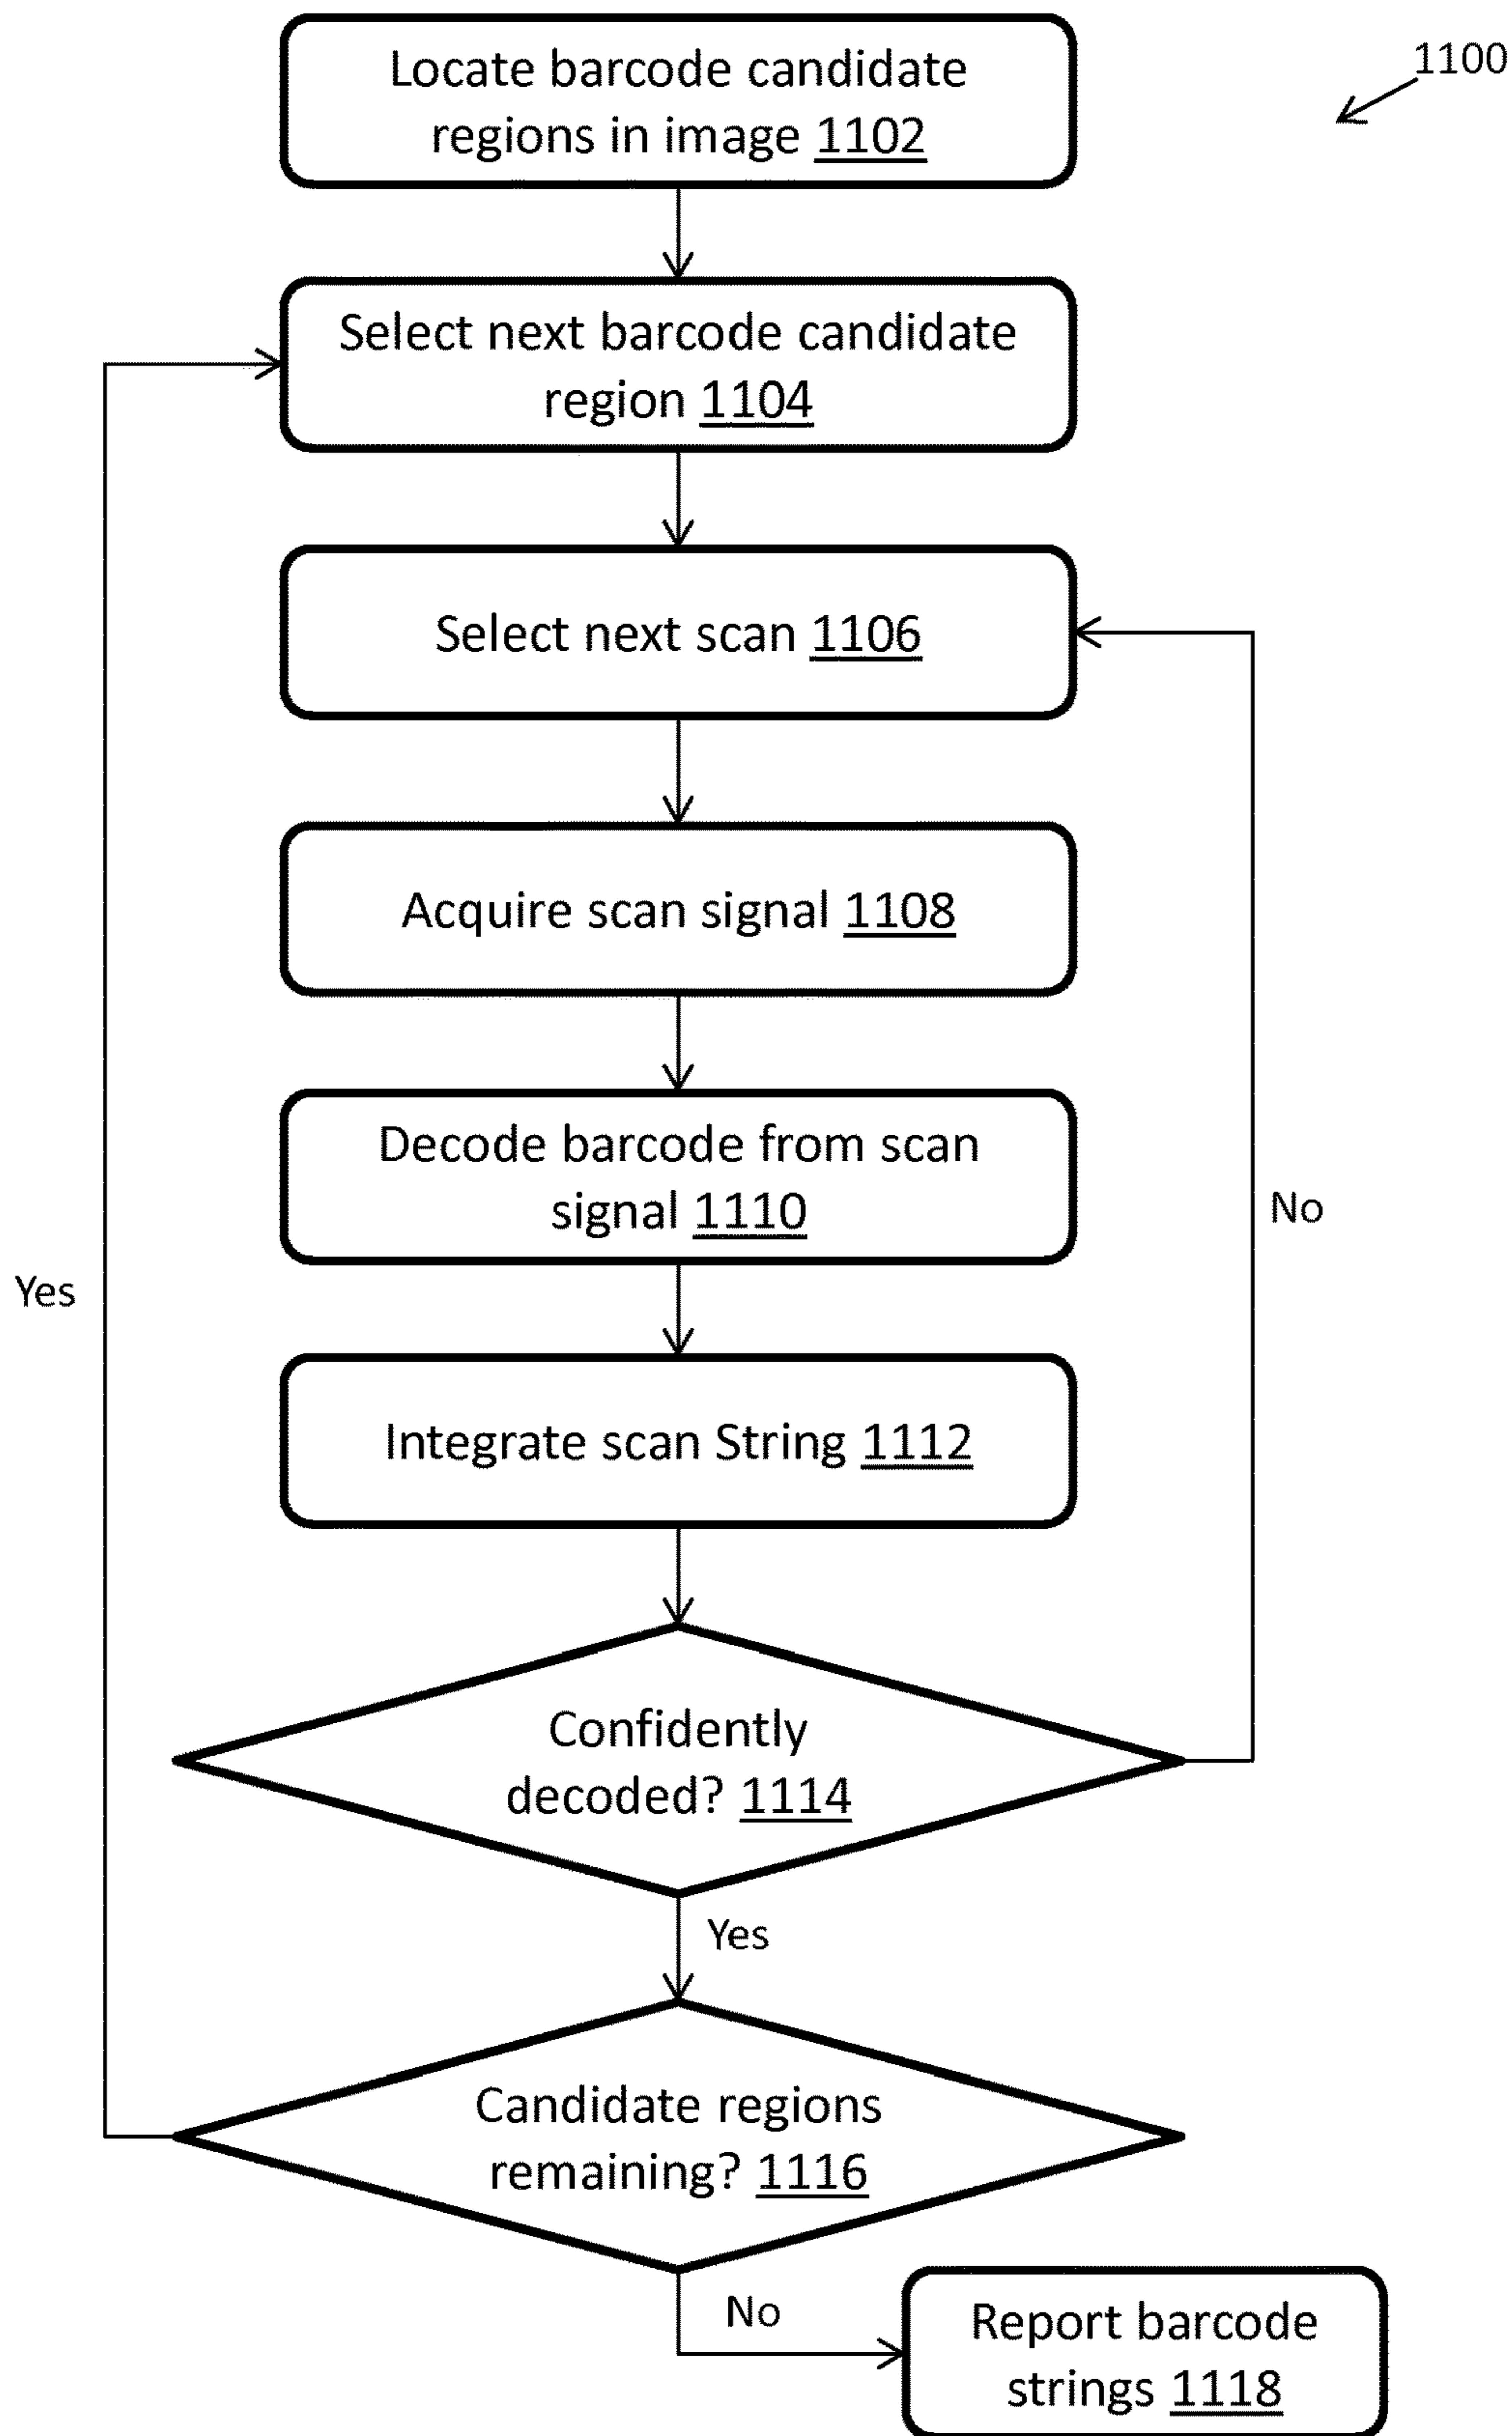 1100
Locate barcode candidate
regions in image 1102
Select next barcode candidate
region 1104
Select next scan 1106
Acquire scan signal 1108
Decode barcode from scan
signal 1110
No
Yes
Integrate scan String 1112
Confidently
decoded? 1114
Yes
Candidate regions
remaining? 1116
No
Report barcode
strings 1118